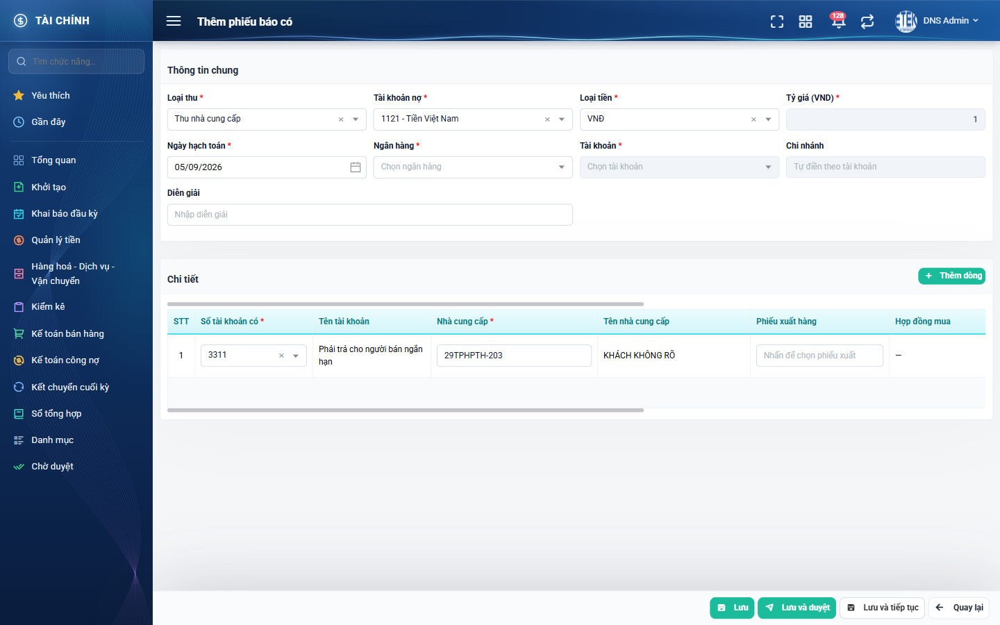 TÀI CHÍNH
Thêm phiếu báo có
128
DNS Admin
Tìm chức năng...
Yêu thích
Gần đây
Tổng quan
Khởi tạo
Khai báo đầu kỳ
Quản lý tiền
Hàng hoá - Dịch vụ -
Vận chuyển
Kiểm kê
Kế toán bán hàng
Kế toán công nợ
Kết chuyển cuối kỳ
Sổ tổng hợp
Danh mục
Chờ duyệt
Thông tin chung
Loại thu * Tài khoản nợ * Loại tiền * Tỷ giá (VND) *
Thu nhà cung cấp × 1121 - Tiền Việt Nam × VNĐ × 1
Ngày hạch toán * Ngân hàng * Tài khoản * Chi nhánh
05/09/2026 Chọn ngân hàng Chọn tài khoản Tự điền theo tài khoản
Diễn giải
Nhập diễn giải
Chi tiết
+ Thêm dòng
STT Số tài khoản có * Tên tài khoản Nhà cung cấp * Tên nhà cung cấp Phiếu xuất hàng Hợp đồng mua
1 3311 × Phải trả cho người bán ngắn hạn 29TPHPTH-203 KHÁCH KHÔNG RÕ Nhấn để chọn phiếu xuất —
Lưu Lưu và duyệt Lưu và tiếp tục Quay lại